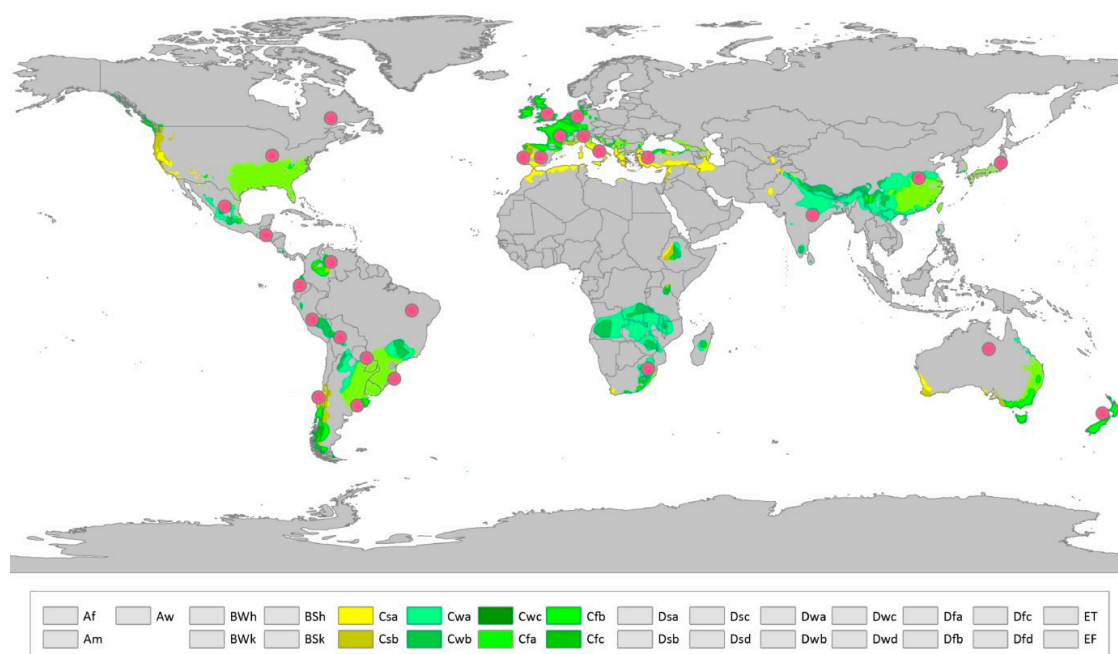 Af Aw BWh BSh Csa Cwa Cwc Cfb Dsa Dsc Dwa Dwc Dfa Dfc ET
Am BWk BSk Csb Cwb Cfa Cfc Dsb Dsd Dwb Dwd Dfb Dfd EF